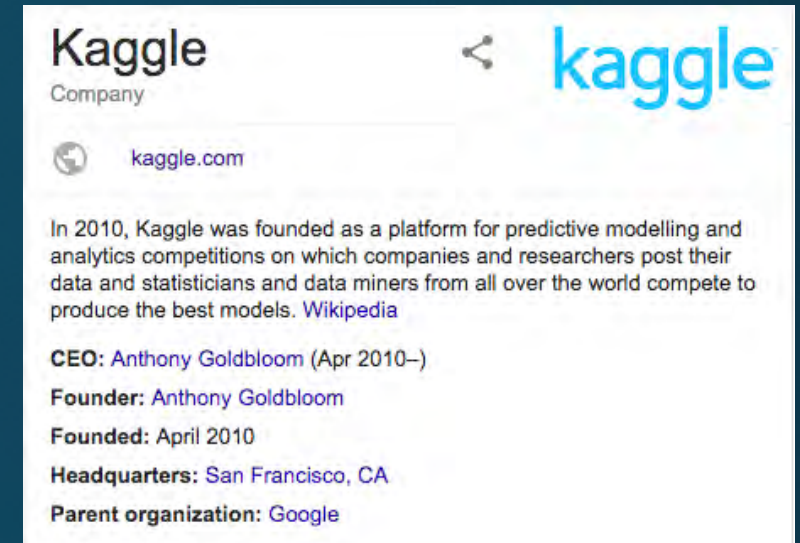 Kaggle
kaggle
Company
kaggle.com
In 2010, Kaggle was founded as a platform for predictive modelling and
analytics competitions on which companies and researchers post their
data and statisticians and data miners from all over the world compete to
produce the best models. Wikipedia
CEO: Anthony Goldbloom (Apr 2010–)
Founder: Anthony Goldbloom
Founded: April 2010
Headquarters: San Francisco, CA
Parent organization: Google